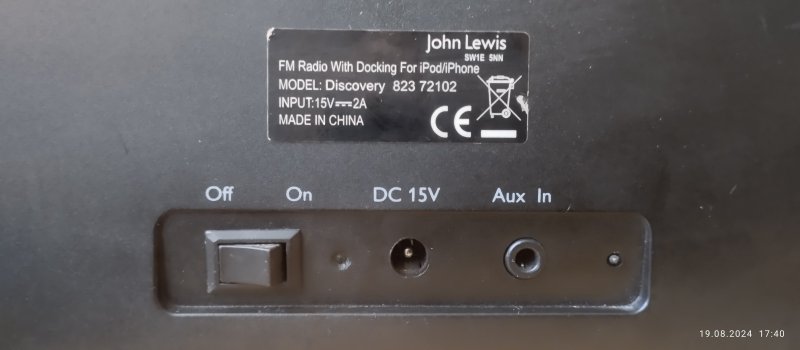 John Lewis
SW1E 5NN
FM Radio With Docking For iPod/iPhone
MODEL: Discovery 823 72102
INPUT:15V⎓2A
MADE IN CHINA
CE
Off On DC 15V Aux In
19.08.2024 17:40